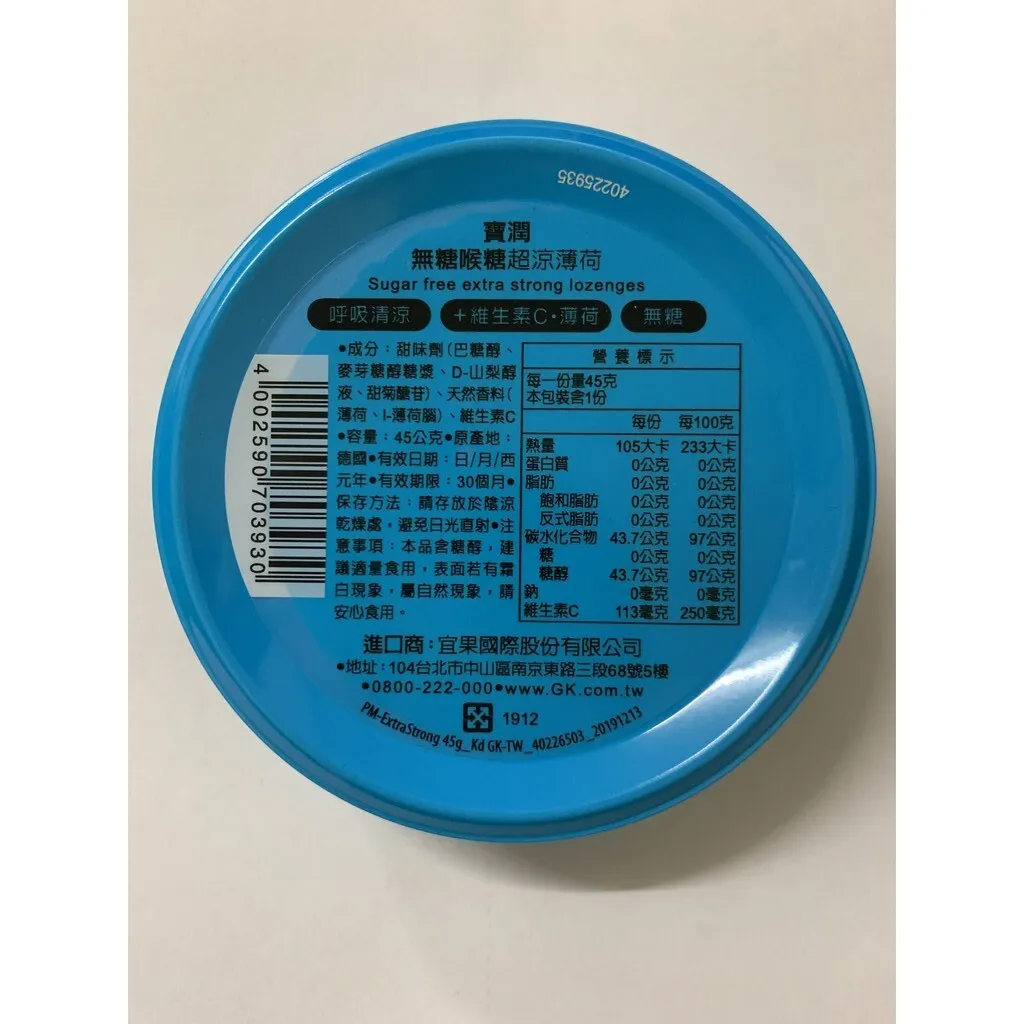 40225935
寶潤
無糖喉糖超涼薄荷
Sugar free extra strong lozenges
呼吸清涼 +維生素C•薄荷 無糖
4 002590 703930
•成分：甜味劑(巴糖醇、
麥芽糖醇糖漿、D-山梨醇
液、甜菊醣苷)、天然香料(
薄荷、l-薄荷腦)、維生素C
•容量：45公克•原產地：
德國•有效日期：日/月/西
元年•有效期限：30個月•
保存方法：請存放於陰涼
乾燥處，避免日光直射•注
意事項：本品含糖醇，建
議適量食用，表面若有霜
白現象，屬自然現象，請
安心食用。
營養標示
每一份量45克
本包裝含1份
每份 每100克
熱量 105大卡 233大卡
蛋白質 0公克 0公克
脂肪 0公克 0公克
飽和脂肪 0公克 0公克
反式脂肪 0公克 0公克
碳水化合物 43.7公克 97公克
糖 0公克 0公克
糖醇 43.7公克 97公克
鈉 0毫克 0毫克
維生素C 113毫克 250毫克
進口商：宜果國際股份有限公司
•地址：104台北市中山區南京東路三段68號5樓
•0800-222-000•www.GK.com.tw
1912
PM-ExtraStrong 45g_Kd GK-TW_40226503_20191213